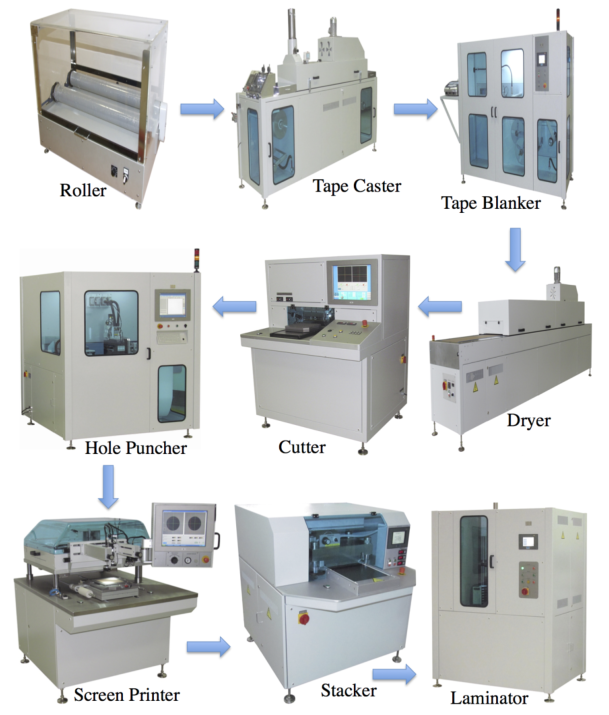 Roller
Tape Caster
Tape Blanker
Dryer
Cutter
Hole Puncher
Screen Printer
Stacker
Laminator